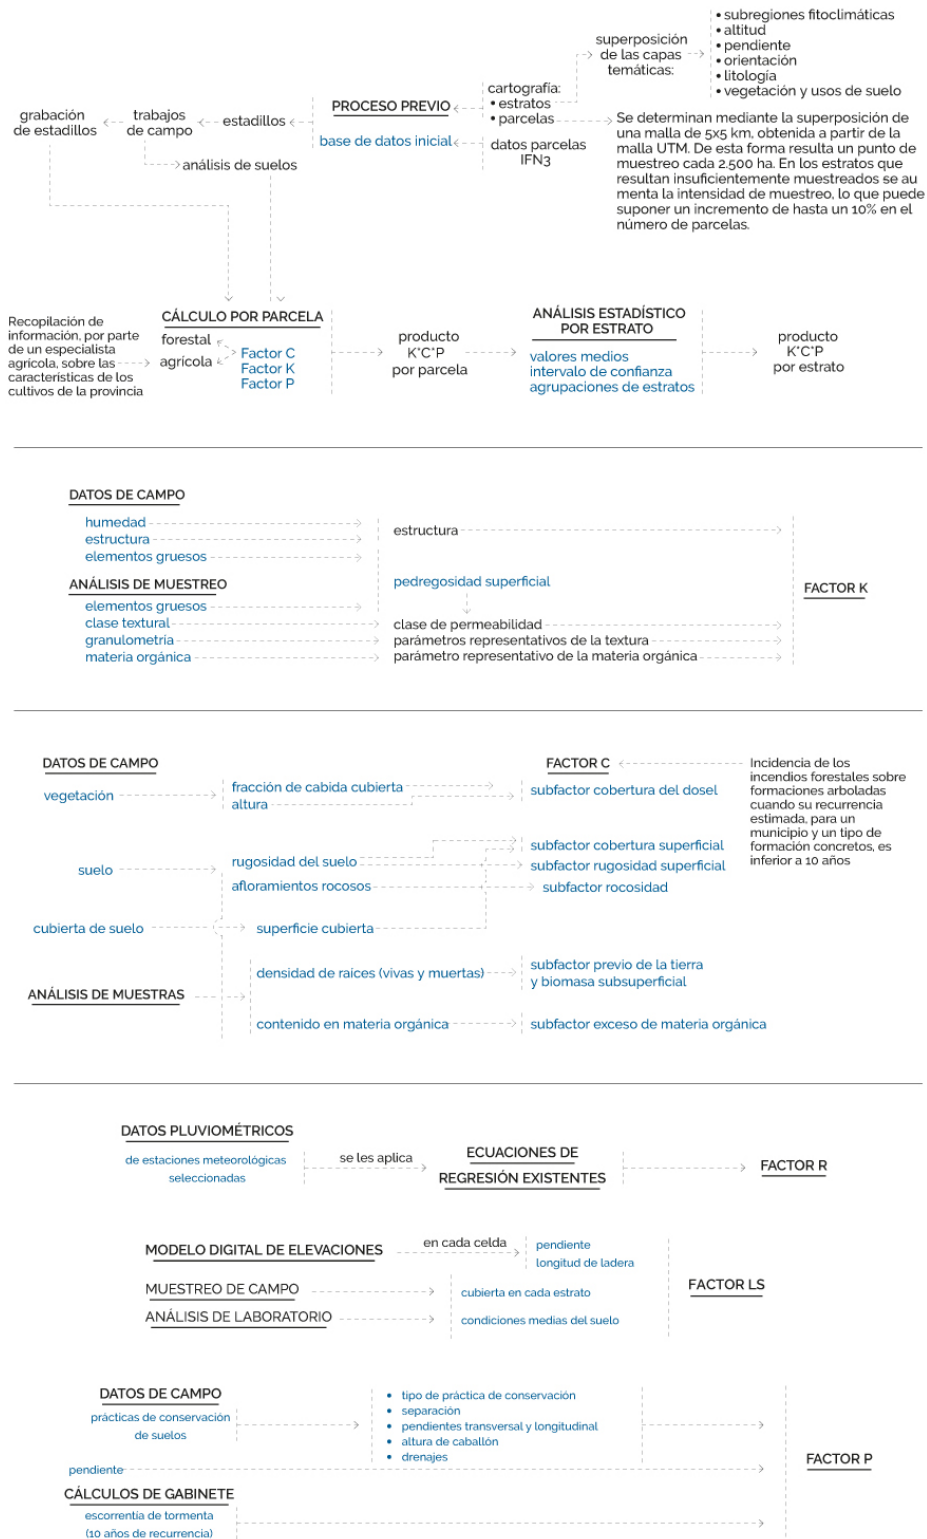 • subregiones fitoclimáticas
• altitud
• pendiente
• orientación
• litología
• vegetación y usos de suelo
superposición
de las capas
temáticas:
cartografía:
• estratos
• parcelas
PROCESO PREVIO
base de datos inicial
datos parcelas
IFN3
estadillos
trabajos
de campo
grabación
de estadillos
análisis de suelos
Se determinan mediante la superposición de
una malla de 5x5 km, obtenida a partir de la
malla UTM. De esta forma resulta un punto de
muestreo cada 2.500 ha. En los estratos que
resultan insuficientemente muestreados se au
menta la intensidad de muestreo, lo que puede
suponer un incremento de hasta un 10% en el
número de parcelas.
Recopilación de
información, por parte
de un especialista
agrícola, sobre las
características de los
cultivos de la provincia
CÁLCULO POR PARCELA
forestal
agrícola
Factor C
Factor K
Factor P
producto
K*C*P
por parcela
ANÁLISIS ESTADÍSTICO
POR ESTRATO
valores medios
intervalo de confianza
agrupaciones de estratos
producto
K*C*P
por estrato
DATOS DE CAMPO
humedad
estructura
elementos gruesos
ANÁLISIS DE MUESTREO
elementos gruesos
clase textural
granulometria
materia orgánica
estructura
pedregosidad superficial
clase de permeabilidad
parámetros representativos de la textura
parámetro representativo de la materia orgánica
FACTOR K
DATOS DE CAMPO
vegetación
fracción de cabida cubierta
altura
FACTOR C
subfactor cobertura del dosel
Incidencia de los
incendios forestales sobre
formaciones arboladas
cuando su recurrencia
estimada, para un
municipio y un tipo de
formación concretos, es
inferior a 10 años
suelo
rugosidad del suelo
afloramientos rocosos
subfactor cobertura superficial
subfactor rugosidad superficial
subfactor rocosidad
cubierta de suelo
superficie cubierta
ANÁLISIS DE MUESTRAS
densidad de raices (vivas y muertas)
subfactor previo de la tierra
y biomasa subsuperficial
contenido en materia orgánica
subfactor exceso de materia orgánica
DATOS PLUVIOMÉTRICOS
de estaciones meteorológicas
seleccionadas
se les aplica
ECUACIONES DE
REGRESIÓN EXISTENTES
FACTOR R
MODELO DIGITAL DE ELEVACIONES
en cada celda
pendiente
longitud de ladera
MUESTREO DE CAMPO
cubierta en cada estrato
ANÁLISIS DE LABORATORIO
condiciones medias del suelo
FACTOR LS
DATOS DE CAMPO
prácticas de conservación
de suelos
• tipo de práctica de conservación
• separación
• pendientes transversal y longitudinal
• altura de caballón
• drenajes
pendiente
FACTOR P
CÁLCULOS DE GABINETE
escorrentía de tormenta
(10 años de recurrencia)